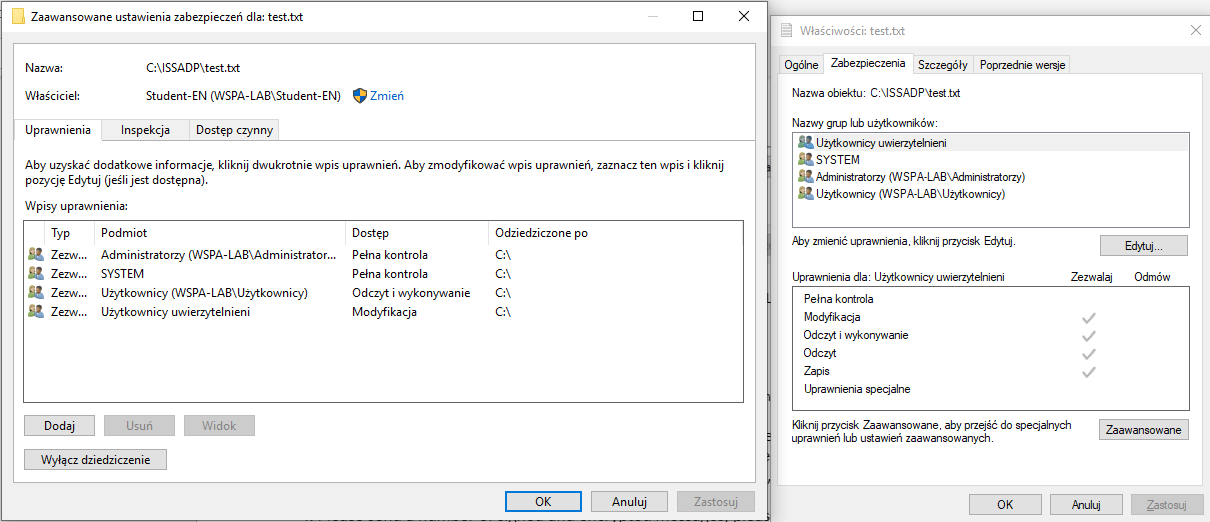 Zaawansowane ustawienia zabezpieczeń dla: test.txt
Nazwa: C:\ISSADP\test.txt
Właściciel: Student-EN (WSPA-LAB\Student-EN) Zmień
Uprawnienia Inspekcja Dostęp czynny
Aby uzyskać dodatkowe informacje, kliknij dwukrotnie wpis uprawnień. Aby zmodyfikować wpis uprawnień, zaznacz ten wpis i kliknij
pozycję Edytuj (jeśli jest dostępna).
Wpisy uprawnienia:
Typ Podmiot Dostęp Odziedziczone po
Zezw... Administratorzy (WSPA-LAB\Administrator... Pełna kontrola C:\
Zezw... SYSTEM Pełna kontrola C:\
Zezw... Użytkownicy (WSPA-LAB\Użytkownicy) Odczyt i wykonywanie C:\
Zezw... Użytkownicy uwierzytelnieni Modyfikacja C:\
Dodaj Usuń Widok
Wyłącz dziedziczenie
OK Anuluj Zastosuj
Właściwości: test.txt
Ogólne Zabezpieczenia Szczegóły Poprzednie wersje
Nazwa obiektu: C:\ISSADP\test.txt
Nazwy grup lub użytkowników:
Użytkownicy uwierzytelnieni
SYSTEM
Administratorzy (WSPA-LAB\Administratorzy)
Użytkownicy (WSPA-LAB\Użytkownicy)
Aby zmienić uprawnienia, kliknij przycisk Edytuj. Edytuj...
Uprawnienia dla: Użytkownicy uwierzytelnieni Zezwalaj Odmów
Pełna kontrola
Modyfikacja
Odczyt i wykonywanie
Odczyt
Zapis
Uprawnienia specjalne
Kliknij przycisk Zaawansowane, aby przejść do specjalnych
uprawnień lub ustawień zaawansowanych. Zaawansowane
OK Anuluj Zastosuj